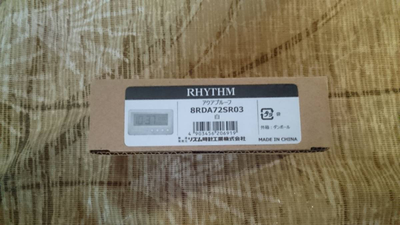 RHYTHM
アクアプルーフ
8RDA72SR03
白
リズム時計工業株式会社
外箱:ダンボール
MADE IN CHINA